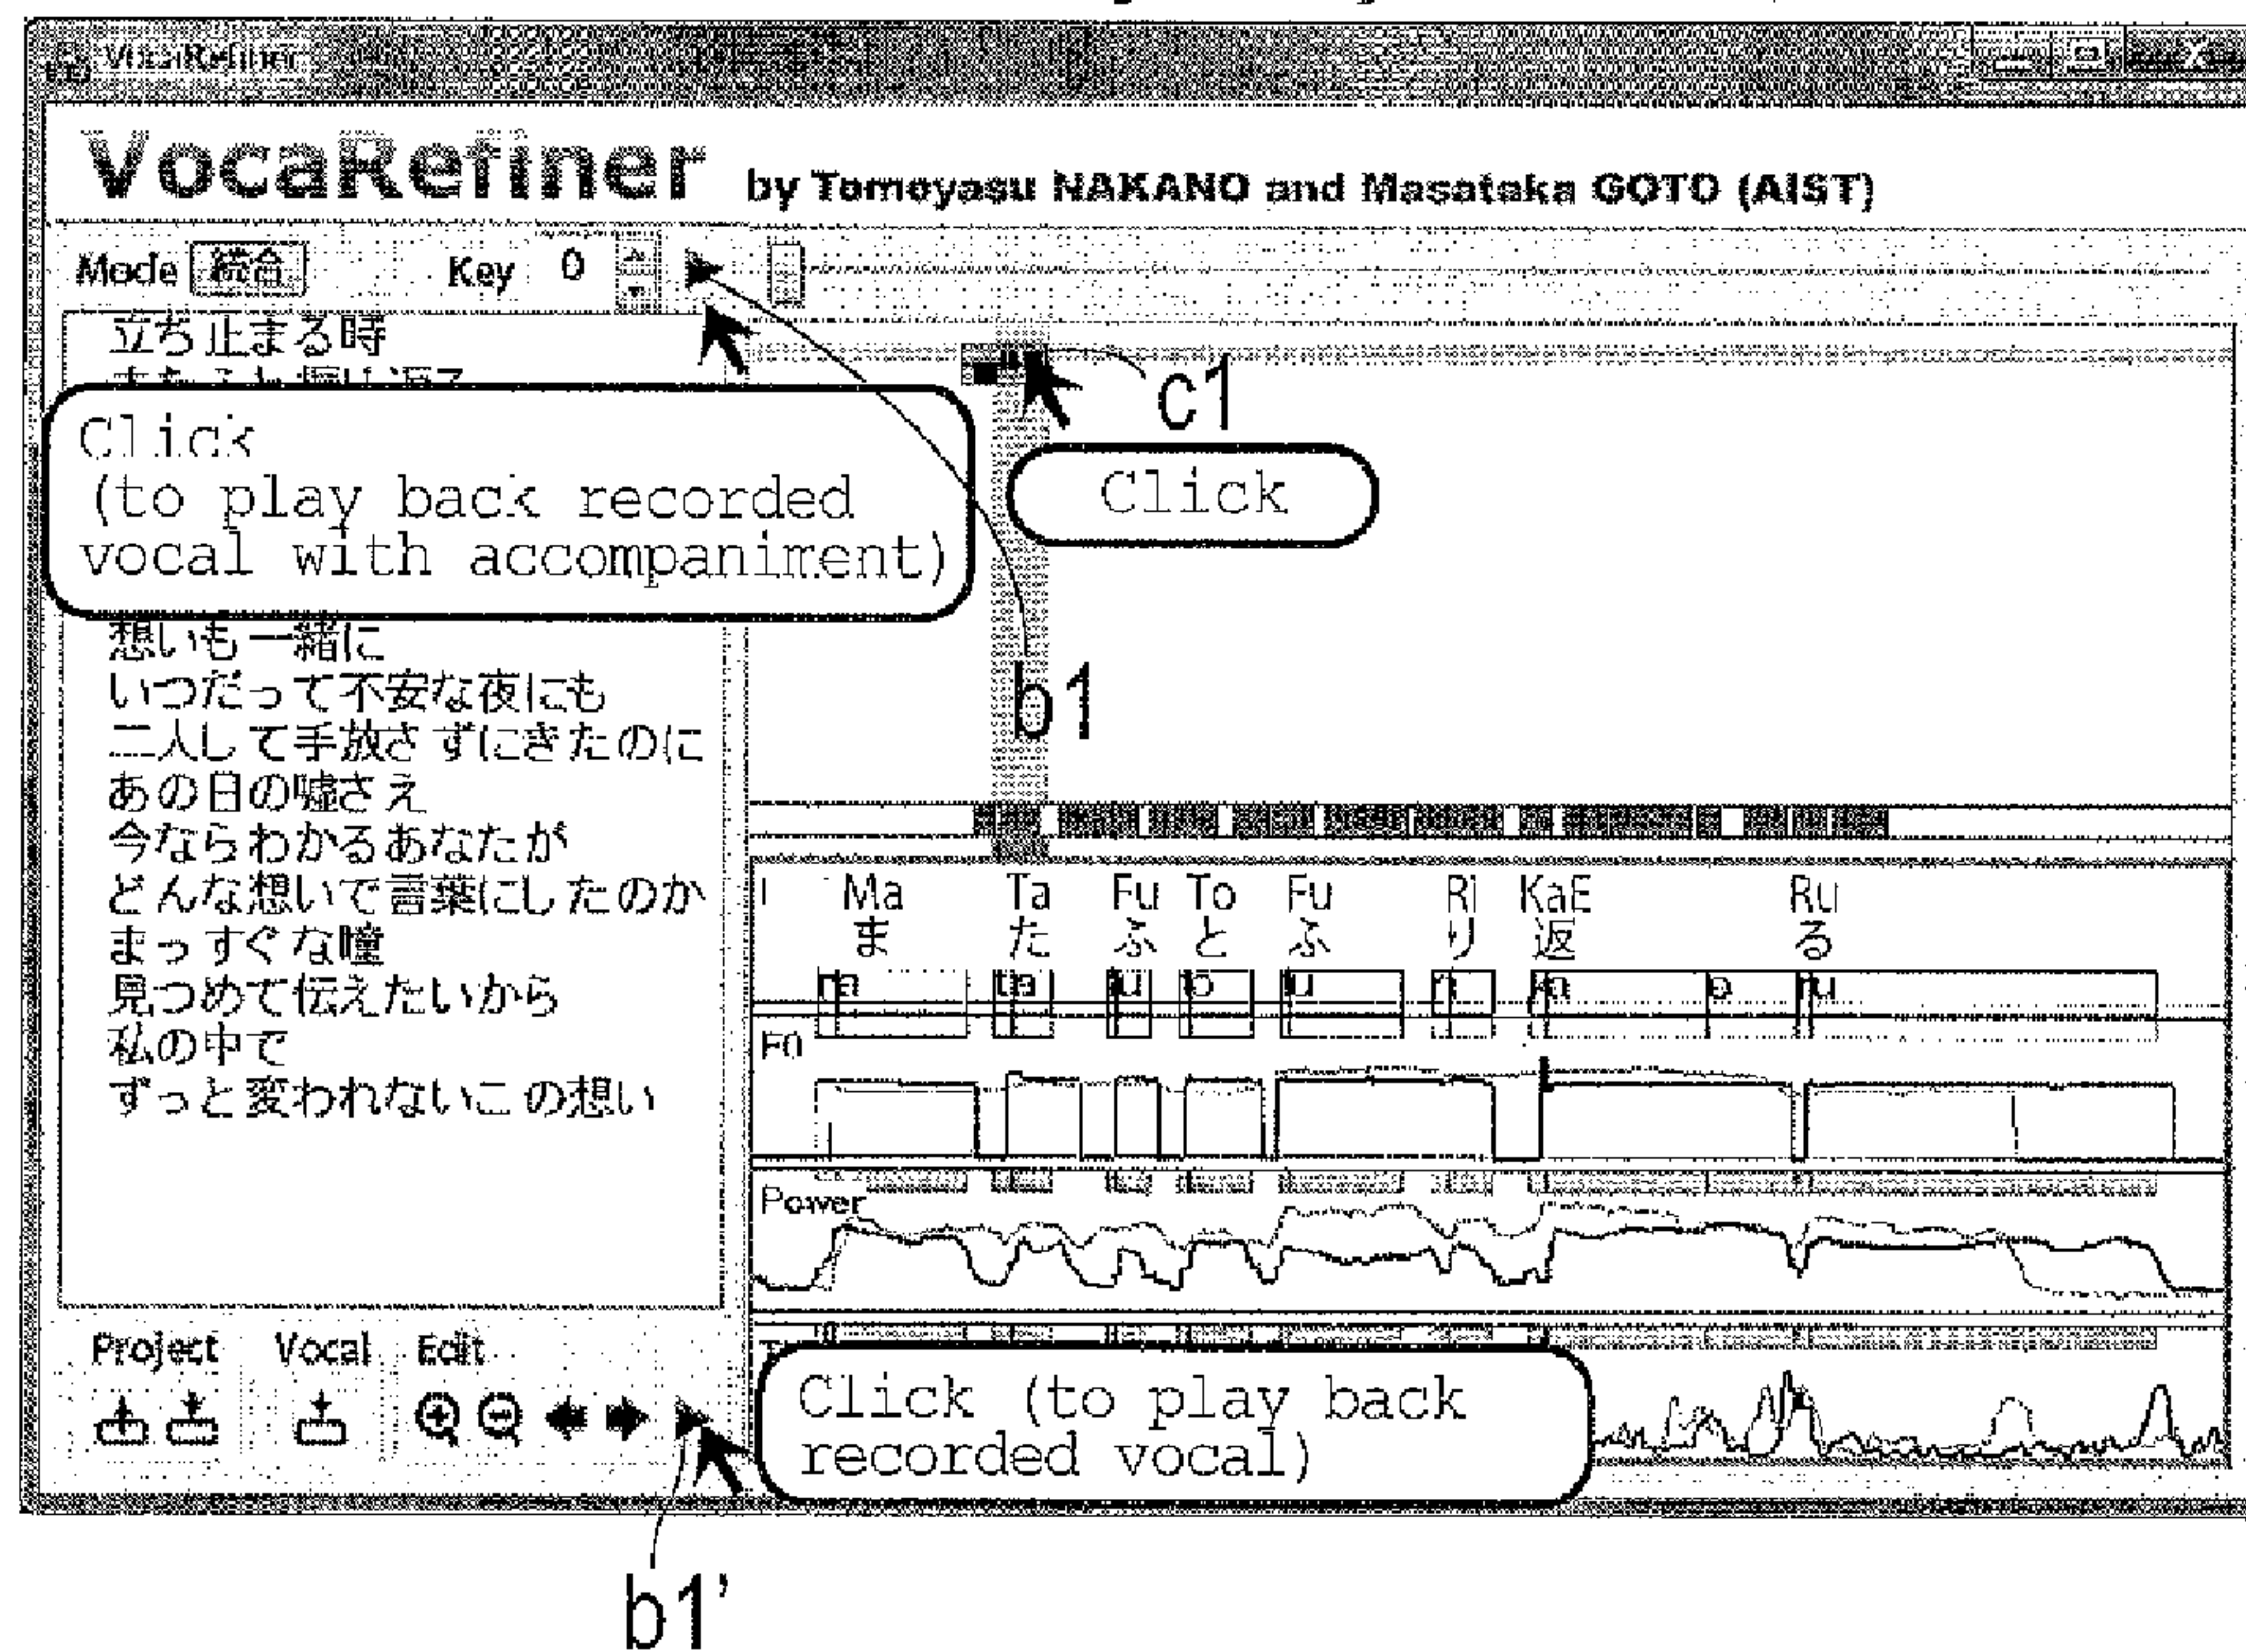 VocaRefiner
VocaRefiner by Tomoyasu NAKANO and Masataka GOTO (AIST)
Mode 統合 Key 0
立ち止まる時
c1
Click
(to play back recorded
vocal with accompaniment)
Click
b1
想いも一緒に
いつだって不安な夜にも
二人して手放さずにきたのに
あの日の嘘さえ
今ならわかるあなたが
どんな想いで言葉にしたのか
まっすぐな瞳
見つめて伝えたいから
私の中で
ずっと変われないこの想い
Ma Ta Fu To Fu Ri KaE Ru
ま た ふ と ふ り 返 る
F0
Power
Project Vocal Edit
Click (to play back
recorded vocal)
b1'